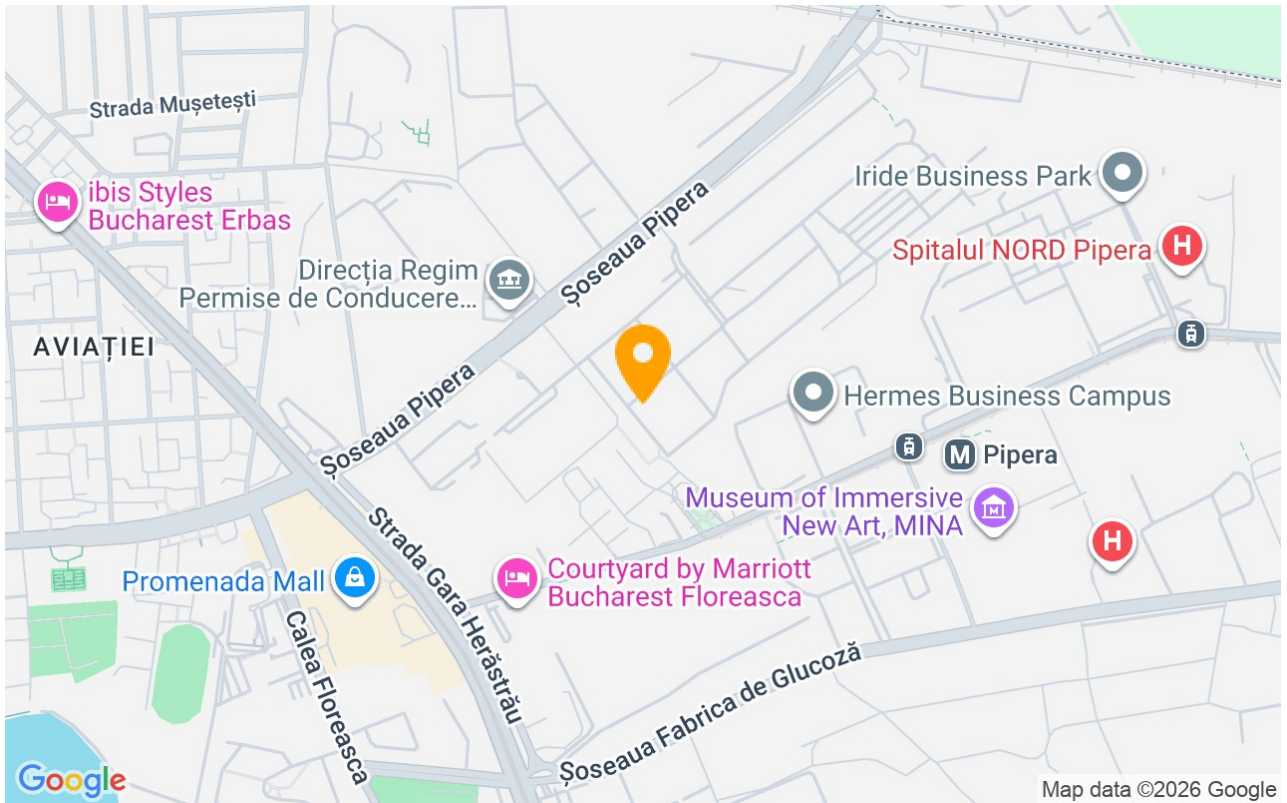 Strada Mușetești
ibis Styles
Bucharest Erbas
Iride Business Park
Șoseaua Pipera
Spitalul NORD Pipera
H
Direcția Regim
Permise de Conducere...
AVIAȚIEI
Șoseaua Pipera
Hermes Business Campus
M Pipera
Museum of Immersive
New Art, MINA
Strada Gara Herăstrău
H
Promenada Mall
Courtyard by Marriott
Bucharest Floreasca
Calea Floreasca
Șoseaua Fabrica de Glucoză
Google
Map data ©2026 Google